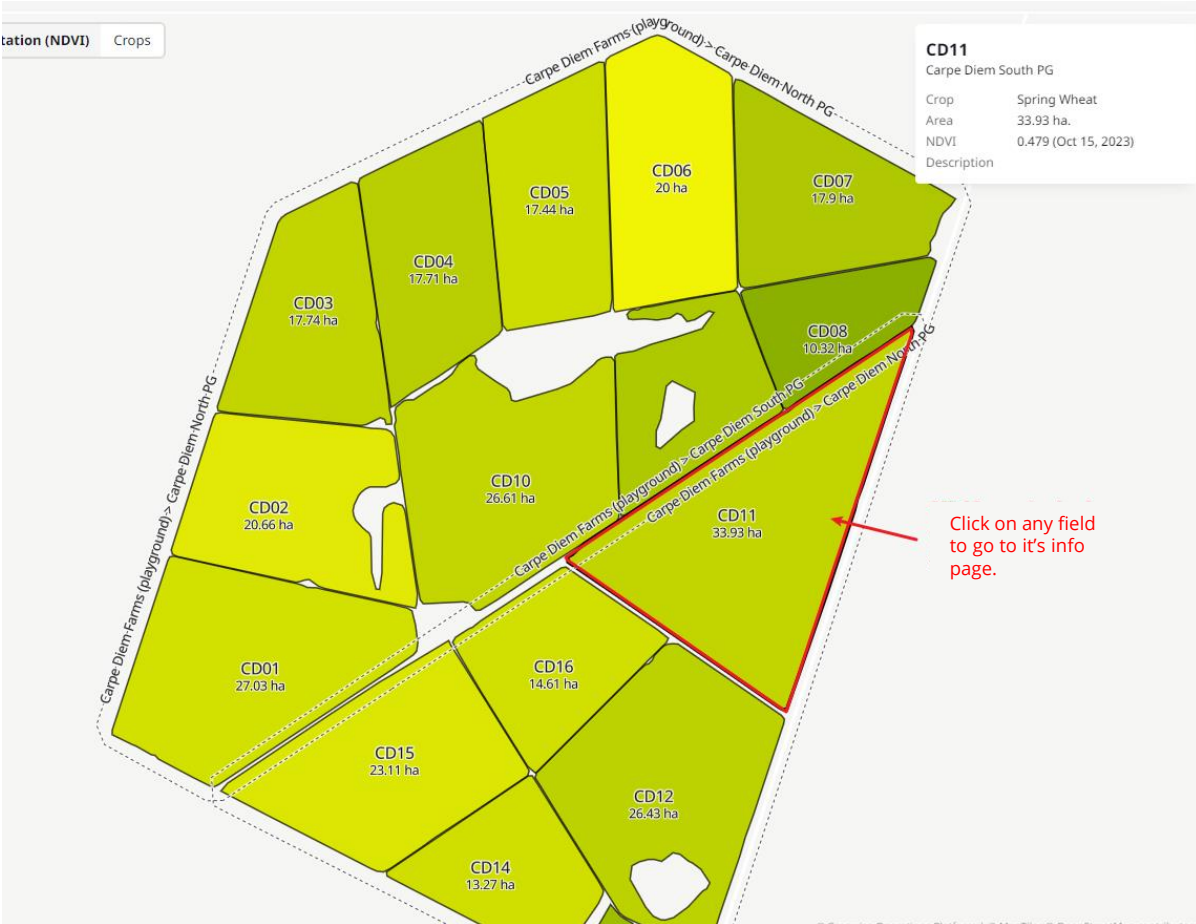 tation (NDVI) Crops
Carpe Diem Farms (playground) > Carpe Diem North PG
CD11
Carpe Diem South PG
Crop Spring Wheat
Area 33.93 ha.
NDVI 0.479 (Oct 15, 2023)
Description
CD06
20 ha
CD07
17.9 ha
CD05
17.44 ha
CD04
17.71 ha
CD03
17.74 ha
CD08
10.32 ha
Carpe Diem Farms (playground) > Carpe Diem North PG
Carpe Diem Farms (playground) > Carpe Diem South PG
Carpe Diem Farms (playground) > Carpe Diem North PG
CD10
26.61 ha
CD02
20.66 ha
CD11
33.93 ha
Click on any field
to go to it’s info
page.
CD01
27.03 ha
CD16
14.61 ha
CD15
23.11 ha
CD12
26.43 ha
CD14
13.27 ha